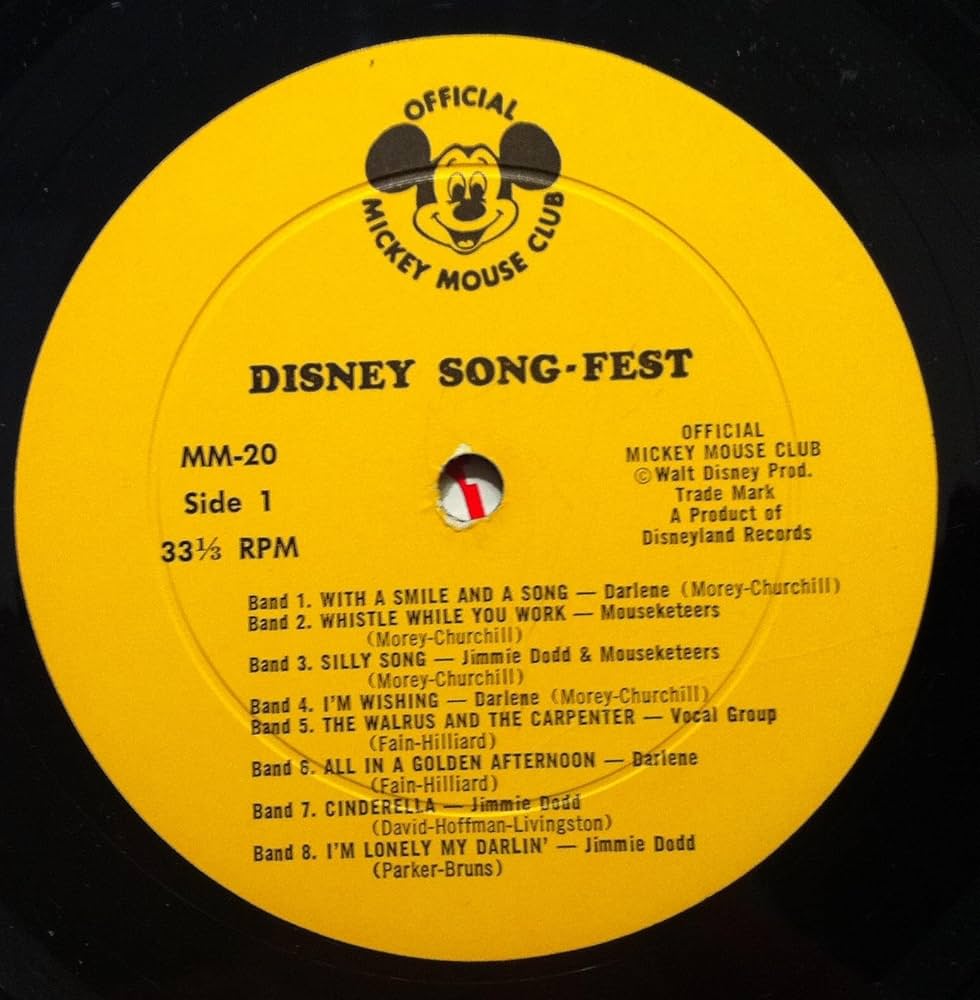 OFFICIAL
MICKEY MOUSE CLUB
DISNEY SONG-FEST
MM-20
Side 1
33⅓ RPM
OFFICIAL
MICKEY MOUSE CLUB
©Walt Disney Prod.
Trade Mark
A Product of
Disneyland Records
Band 1. WITH A SMILE AND A SONG — Darlene (Morey-Churchill)
Band 2. WHISTLE WHILE YOU WORK — Mouseketeers
(Morey-Churchill)
Band 3. SILLY SONG — Jimmie Dodd & Mouseketeers
(Morey-Churchill)
Band 4. I'M WISHING — Darlene (Morey-Churchill)
Band 5. THE WALRUS AND THE CARPENTER — Vocal Group
(Fain-Hilliard)
Band 6. ALL IN A GOLDEN AFTERNOON — Darlene
(Fain-Hilliard)
Band 7. CINDERELLA — Jimmie Dodd
(David-Hoffman-Livingston)
Band 8. I'M LONELY MY DARLIN' — Jimmie Dodd
(Parker-Bruns)